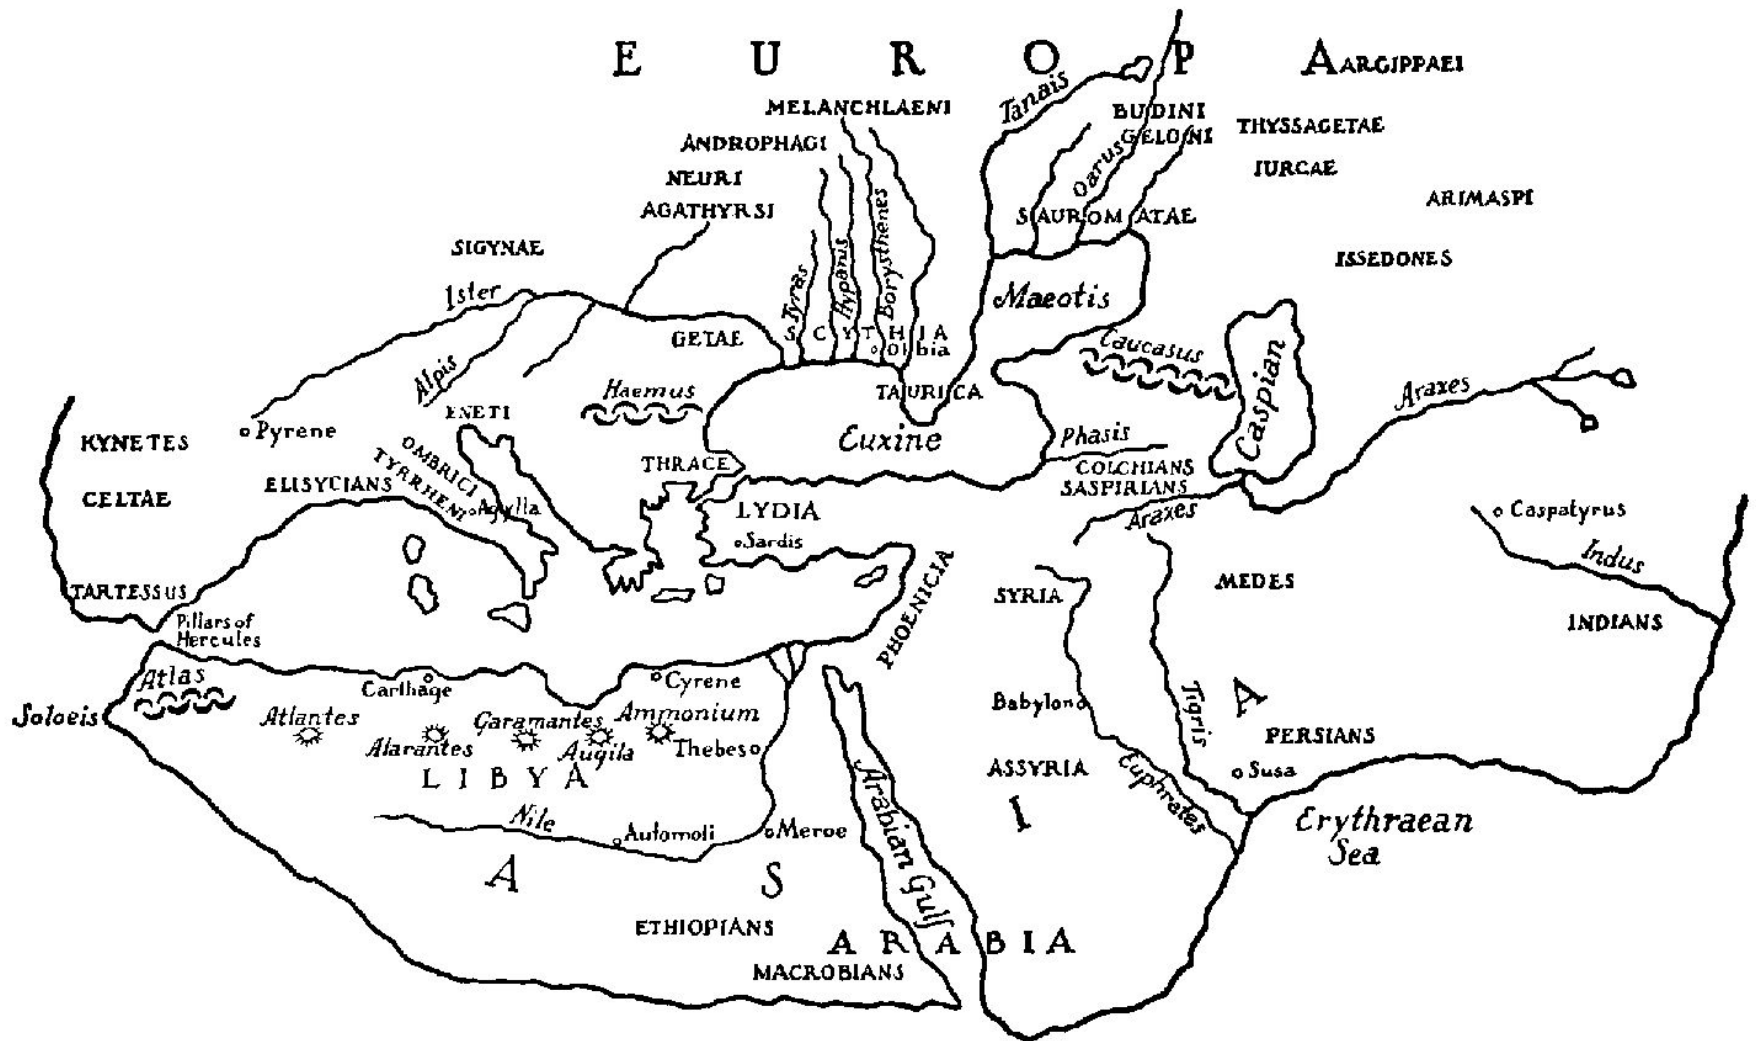 EUROPA
ARGIPPAEI
Tanais
MELANCHLAENI
BUDINI
GELONI
THYSSAGETAE
ANDROPHAGI
IURCAE
NEURI
Oarus
ARIMASPI
AGATHYRSI
SAUROMATAE
SIGYNAE
ISSEDONES
Ister
Tyras
Hypanis
Borysthenes
Maeotis
GETAE
SCYTHIA
Olbia
Caucasus
Caspian
Alpis
Haemus
TAURICA
Araxes
ENETI
KYNETES
Pyrene
OMBRICI
TYRRHENI
Euxine
Phasis
THRACE
COLCHIANS
SASPIRIANS
CELTAE
ELISYCIANS
Agylla
LYDIA
Araxes
Caspatyrus
Sardis
Indus
TARTESSUS
PHOENICIA
SYRIA
MEDES
INDIANS
Pillars of
Hercules
Atlas
Carthage
Cyrene
Soloeis
Atlantes
Garamantes
Ammonium
Babylon
Tigris
Alarantes
Augila
Thebes
PERSIANS
LIBYA
ASSYRIA
Susa
Euphrates
Nile
Automoli
Meroe
Arabian Gulf
Erythraean
Sea
ASIA
ETHIOPIANS
ARABIA
MACROBIANS